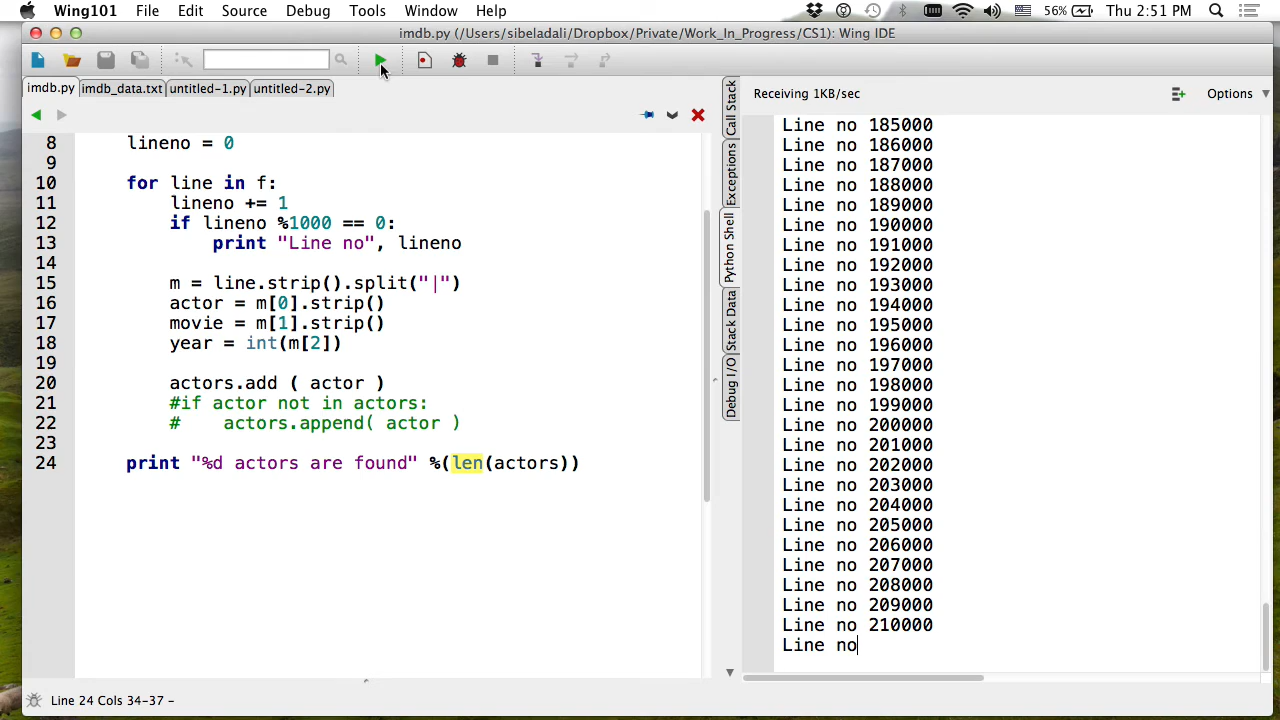 Wing101 File Edit Source Debug Tools Window Help 56% Thu 2:51 PM
imdb.py (/Users/sibeladali/Dropbox/Private/Work_In_Progress/CS1): Wing IDE
imdb.py imdb_data.txt untitled-1.py untitled-2.py
8 lineno = 0
9
10 for line in f:
11 lineno += 1
12 if lineno %1000 == 0:
13 print "Line no", lineno
14
15 m = line.strip().split("|")
16 actor = m[0].strip()
17 movie = m[1].strip()
18 year = int(m[2])
19
20 actors.add ( actor )
21 #if actor not in actors:
22 # actors.append( actor )
23
24 print "%d actors are found" %(len(actors))
Line 24 Cols 34-37 –
Call Stack
Exceptions
Python Shell
Stack Data
Debug I/O
Receiving 1KB/sec Options
Line no 185000
Line no 186000
Line no 187000
Line no 188000
Line no 189000
Line no 190000
Line no 191000
Line no 192000
Line no 193000
Line no 194000
Line no 195000
Line no 196000
Line no 197000
Line no 198000
Line no 199000
Line no 200000
Line no 201000
Line no 202000
Line no 203000
Line no 204000
Line no 205000
Line no 206000
Line no 207000
Line no 208000
Line no 209000
Line no 210000
Line no